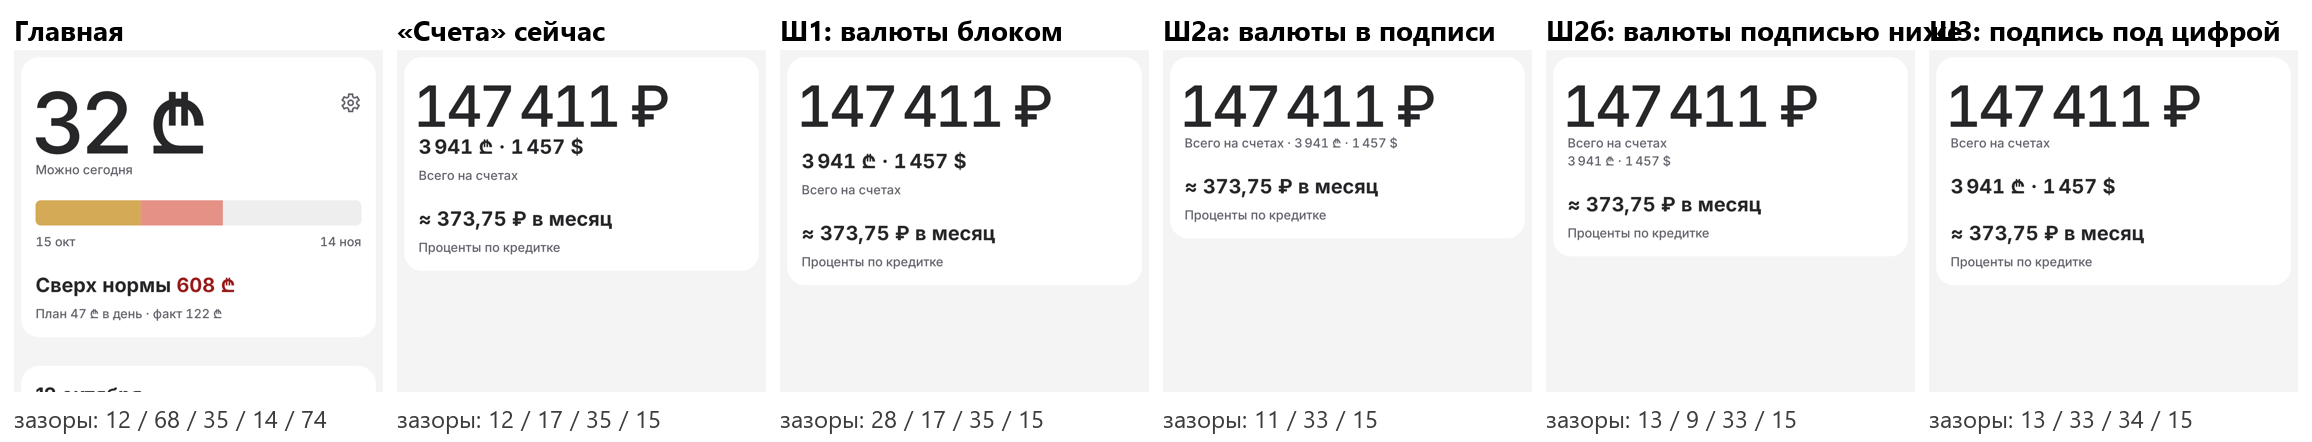 Главная
32 ₾
Можно сегодня
15 окт 14 ноя
Сверх нормы 608 ₾
План 47 ₾ в день · факт 122 ₾
зазоры: 12 / 68 / 35 / 14 / 74
«Счета» сейчас
147 411 ₽
3 941 ₾ · 1 457 $
Всего на счетах
≈ 373,75 ₽ в месяц
Проценты по кредитке
зазоры: 12 / 17 / 35 / 15
Ш1: валюты блоком
147 411 ₽
3 941 ₾ · 1 457 $
Всего на счетах
≈ 373,75 ₽ в месяц
Проценты по кредитке
зазоры: 28 / 17 / 35 / 15
Ш2а: валюты в подписи
147 411 ₽
Всего на счетах · 3 941 ₾ · 1 457 $
≈ 373,75 ₽ в месяц
Проценты по кредитке
зазоры: 11 / 33 / 15
Ш2б: валюты подписью ниже
147 411 ₽
Всего на счетах
3 941 ₾ · 1 457 $
≈ 373,75 ₽ в месяц
Проценты по кредитке
зазоры: 13 / 9 / 33 / 15
Ш3: подпись под цифрой
147 411 ₽
Всего на счетах
3 941 ₾ · 1 457 $
≈ 373,75 ₽ в месяц
Проценты по кредитке
зазоры: 13 / 33 / 34 / 15